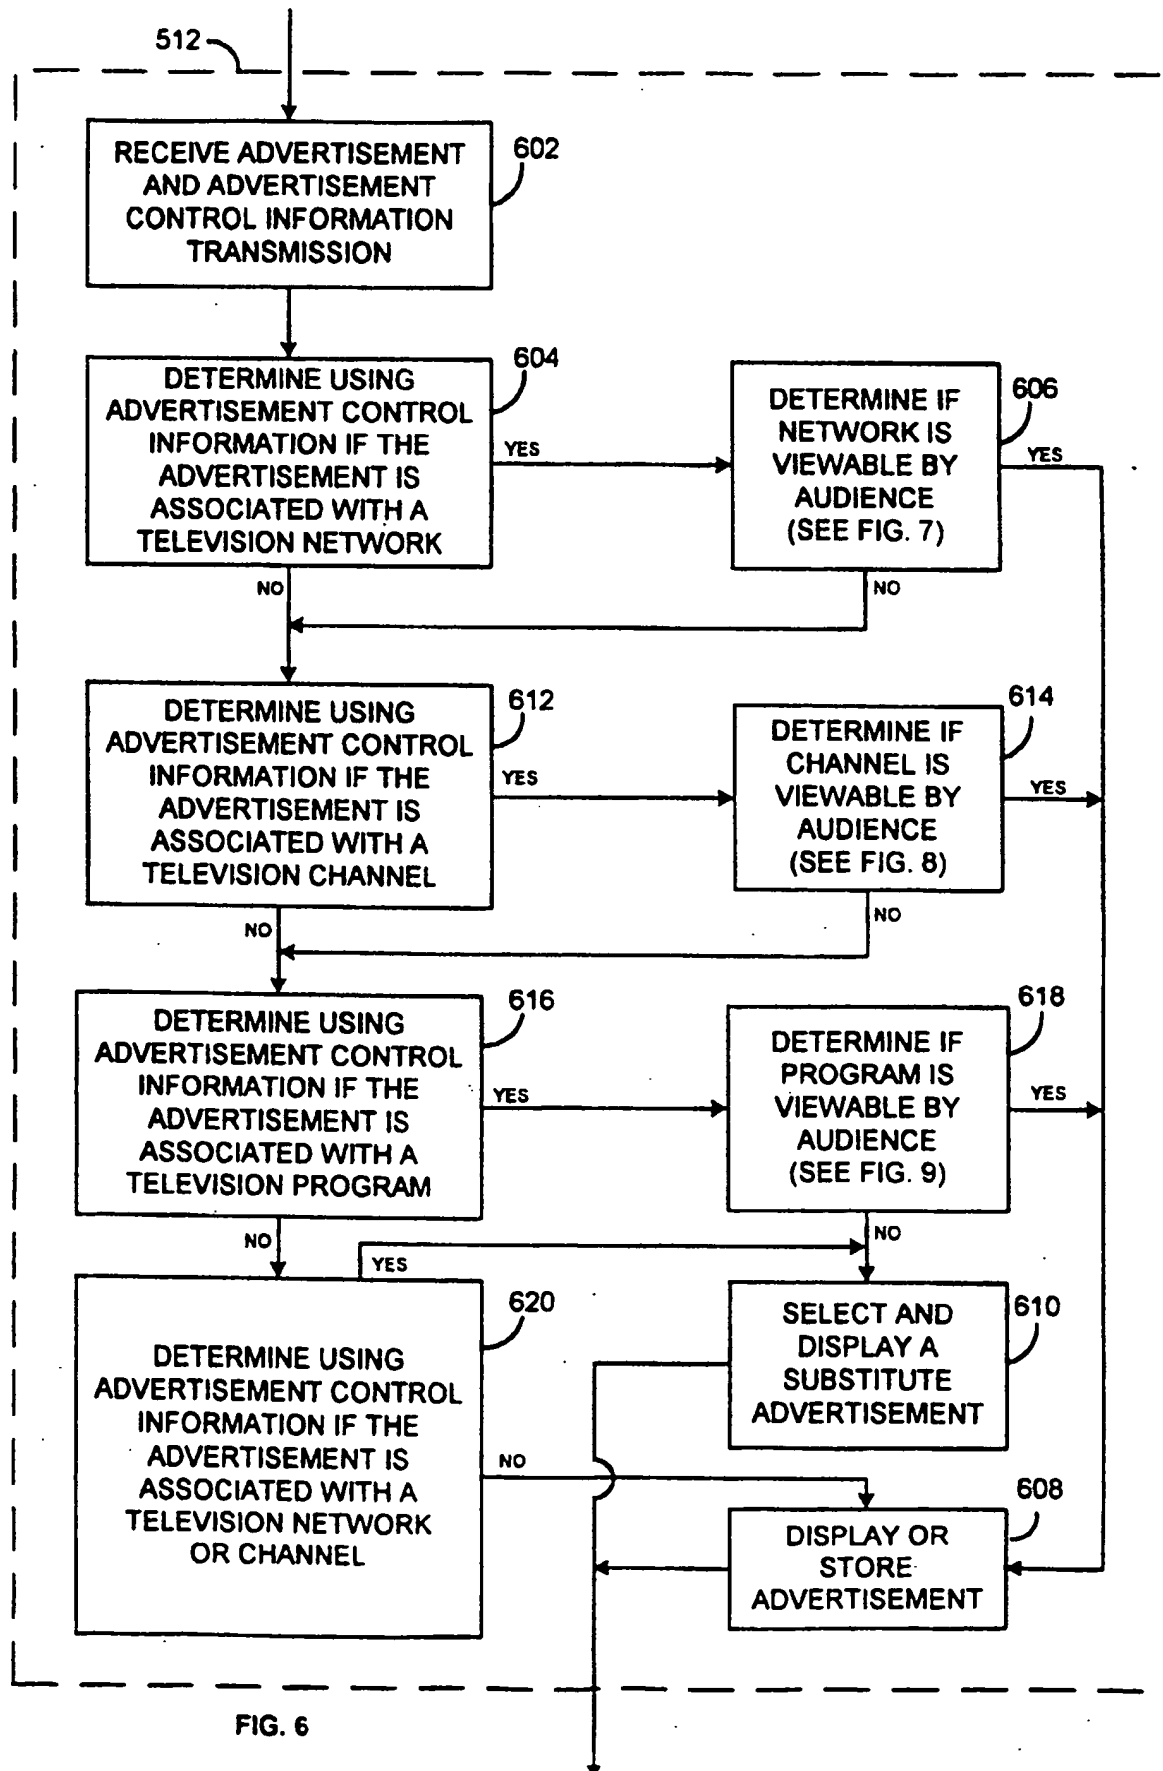 512
RECEIVE ADVERTISEMENT
AND ADVERTISEMENT
CONTROL INFORMATION
TRANSMISSION
602
DETERMINE USING
ADVERTISEMENT CONTROL
INFORMATION IF THE
ADVERTISEMENT IS
ASSOCIATED WITH A
TELEVISION NETWORK
604
YES
NO
DETERMINE IF
NETWORK IS
VIEWABLE BY
AUDIENCE
(SEE FIG. 7)
606
YES
NO
DETERMINE USING
ADVERTISEMENT CONTROL
INFORMATION IF THE
ADVERTISEMENT IS
ASSOCIATED WITH A
TELEVISION CHANNEL
612
YES
NO
DETERMINE IF
CHANNEL IS
VIEWABLE BY
AUDIENCE
(SEE FIG. 8)
614
YES
NO
DETERMINE USING
ADVERTISEMENT CONTROL
INFORMATION IF THE
ADVERTISEMENT IS
ASSOCIATED WITH A
TELEVISION PROGRAM
616
YES
NO
DETERMINE IF
PROGRAM IS
VIEWABLE BY
AUDIENCE
(SEE FIG. 9)
618
YES
NO
DETERMINE USING
ADVERTISEMENT CONTROL
INFORMATION IF THE
ADVERTISEMENT IS
ASSOCIATED WITH A
TELEVISION NETWORK
OR CHANNEL
620
YES
NO
SELECT AND
DISPLAY A
SUBSTITUTE
ADVERTISEMENT
610
DISPLAY OR
STORE
ADVERTISEMENT
608
FIG. 6